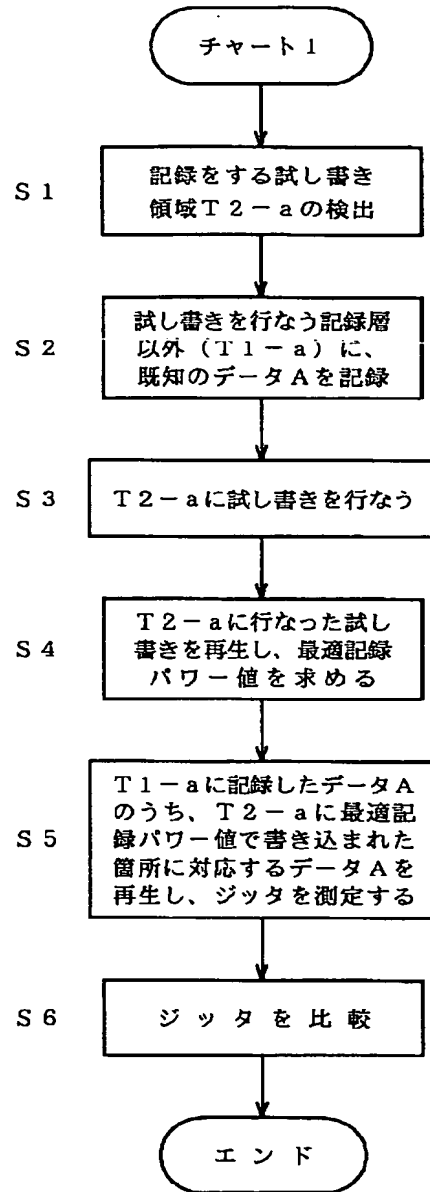 チャート1
S1
記録をする試し書き
領域T2-aの検出
S2
試し書きを行なう記録層
以外(T1-a)に、
既知のデータAを記録
S3
T2-aに試し書きを行なう
S4
T2-aに行なった試し
書きを再生し、最適記録
パワー値を求める
S5
T1-aに記録したデータA
のうち、T2-aに最適記
録パワー値で書き込まれた
箇所に対応するデータAを
再生し、ジッタを測定する
S6
ジッタを比較
エンド